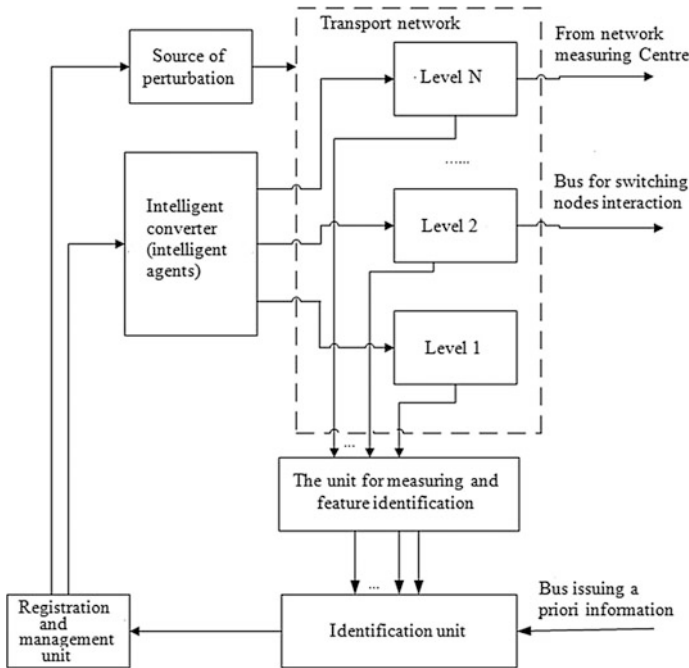 Transport network
From network
measuring Centre
Source of
perturbation
Level N
......
Bus for switching
nodes interaction
Intelligent
converter
(intelligent
agents)
Level 2
Level 1
...
The unit for measuring and
feature identification
...
Bus issuing a
priori information
Registration
and
management
unit
Identification unit